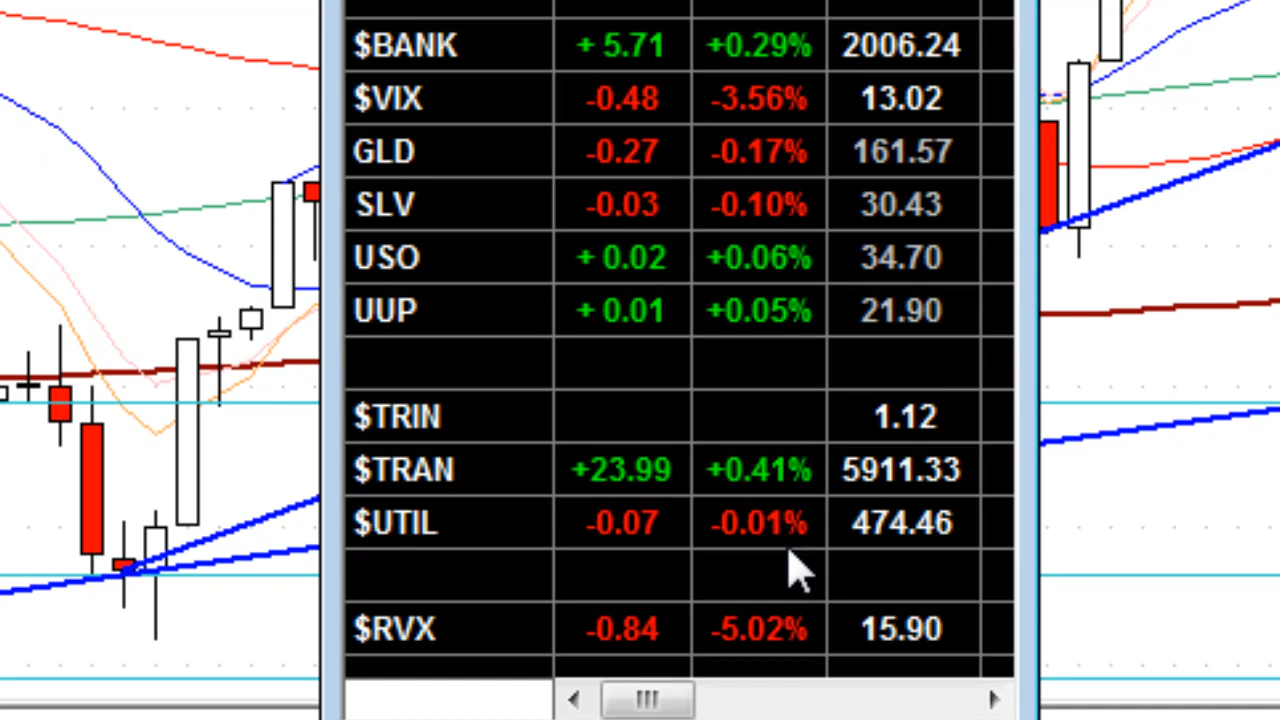 $BANK + 5.71 +0.29% 2006.24
$VIX -0.48 -3.56% 13.02
GLD -0.27 -0.17% 161.57
SLV -0.03 -0.10% 30.43
USO + 0.02 +0.06% 34.70
UUP + 0.01 +0.05% 21.90
$TRIN 1.12
$TRAN +23.99 +0.41% 5911.33
$UTIL -0.07 -0.01% 474.46
$RVX -0.84 -5.02% 15.90